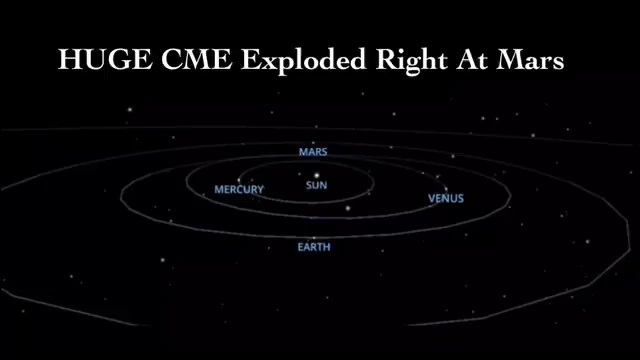 HUGE CME Exploded Right At Mars
MARS
MERCURY
SUN
VENUS
EARTH